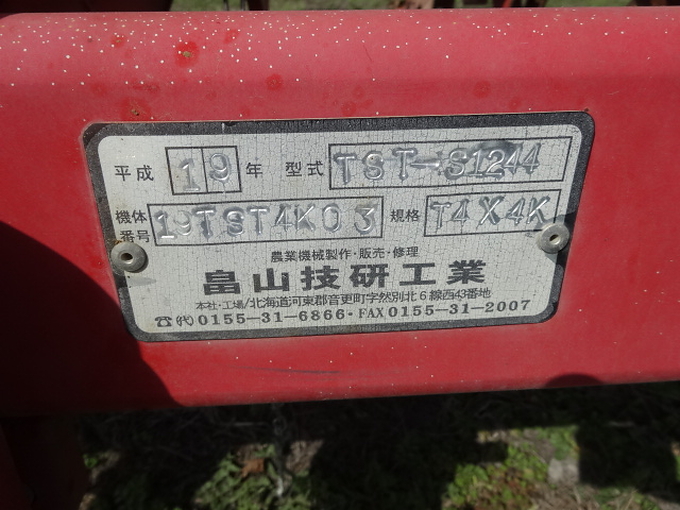 平成 19 年 型式 TST-S1244
機体番号 19TST4K03 規格 T4X4K
農業機械製作・販売・修理
畠山技研工業
本社・工場/北海道河東郡音更町字然別北6線西43番地
☎(代)0155-31-6866・FAX0155-31-2007